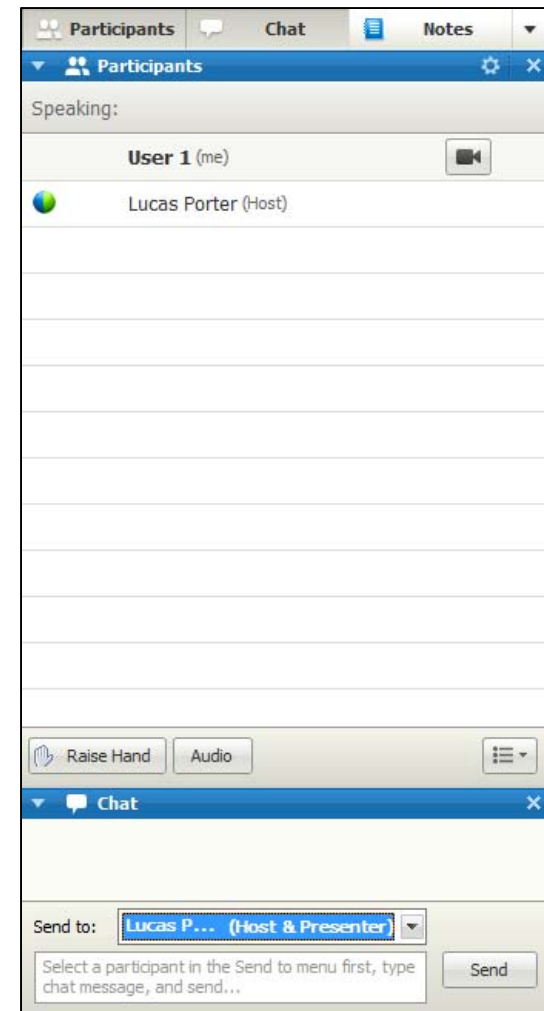 Participants Chat Notes
Participants
Speaking:
User 1 (me)
Lucas Porter (Host)
Raise Hand Audio
Chat
Send to: Lucas P... (Host & Presenter)
Select a participant in the Send to menu first, type
chat message, and send...
Send